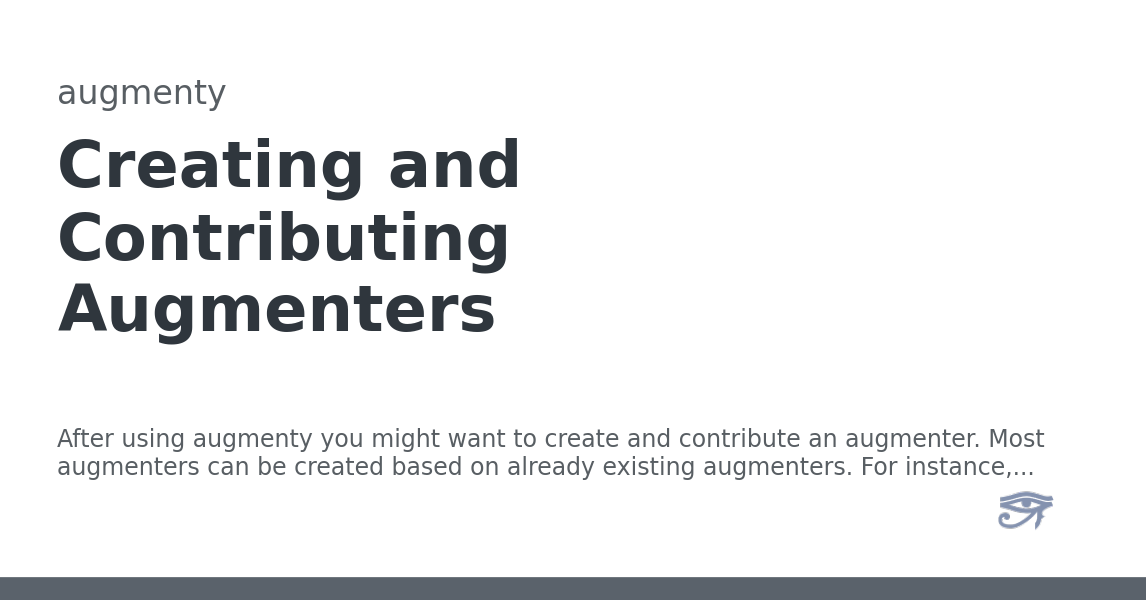 augmenty
Creating and
Contributing
Augmenters
After using augmenty you might want to create and contribute an augmenter. Most
augmenters can be created based on already existing augmenters. For instance,...